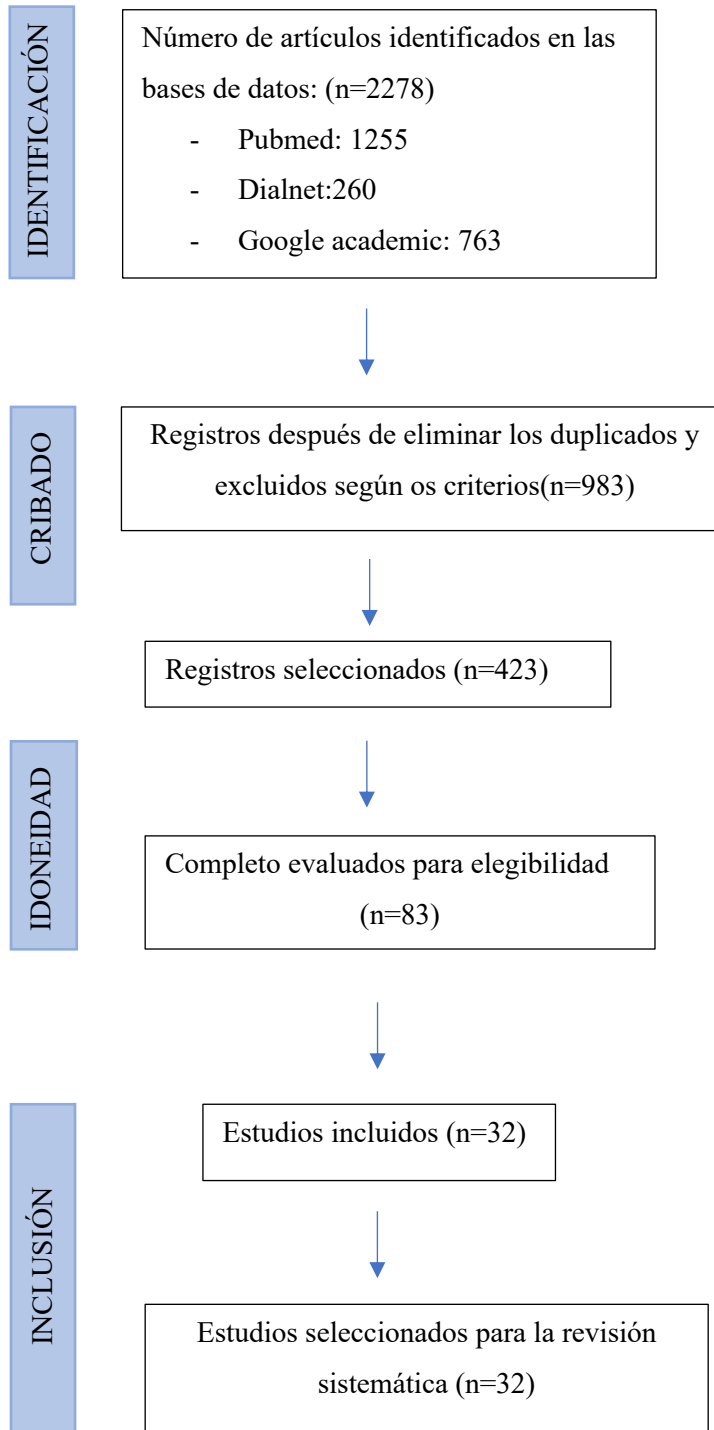 IDENTIFICACIÓN
Número de artículos identificados en las
bases de datos: (n=2278)
- Pubmed: 1255
- Dialnet:260
- Google academic: 763
CRIBADO
Registros después de eliminar los duplicados y
excluidos según os criterios(n=983)
Registros seleccionados (n=423)
IDONEIDAD
Completo evaluados para elegibilidad
(n=83)
INCLUSIÓN
Estudios incluidos (n=32)
Estudios seleccionados para la revisión
sistemática (n=32)